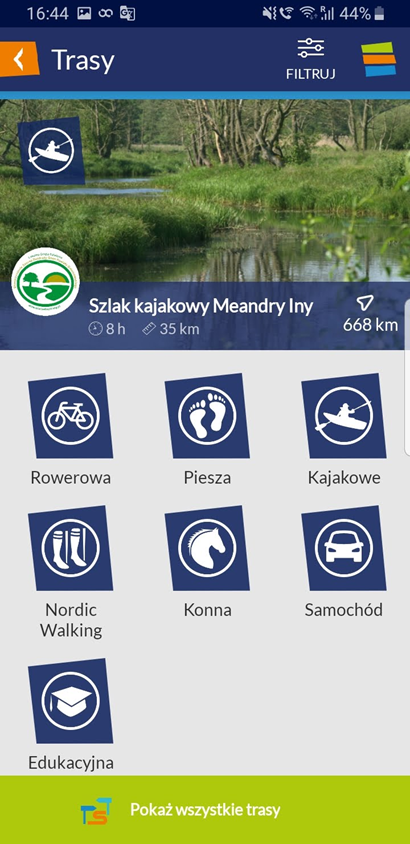 16:44
44%
Trasy
FILTRUJ
Szlak kajakowy Meandry Iny
8 h
35 km
668 km
Rowerowa
Piesza
Kajakowe
Nordic
Walking
Konna
Samochód
Edukacyjna
Pokaż wszystkie trasy